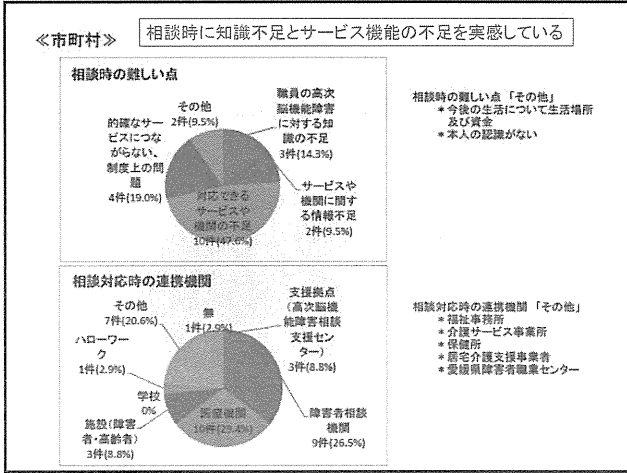 ≪市町村≫
相談時に知識不足とサービス機能の不足を実感している
相談時の難しい点
職員の高次
脳機能障害
に対する知
識の不足
3件(14.3%)
サービスや
機関に関す
る情報不足
2件(9.5%)
対応できる
サービスや
機関の不足
10件(47.6%)
的確なサー
ビスにつな
がらない、
制度上の問
題
4件(19.0%)
その他
2件(9.5%)
相談時の難しい点 「その他」
＊今後の生活について生活場所
及び資金
＊本人の認識がない
相談対応時の連携機関
支援拠点
(高次脳機
能障害相談
支援セン
ター)
3件(8.8%)
障害者相談
機関
9件(26.5%)
医療機関
10件(29.4%)
施設(障害
者・高齢者)
3件(8.8%)
学校
0%
ハローワー
ク
1件(2.9%)
その他
7件(20.6%)
無
1件(2.9%)
相談対応時の連携機関 「その他」
＊福祉事務所
＊介護サービス事業所
＊保健所
＊居宅介護支援事業者
＊愛媛県障害者職業センター